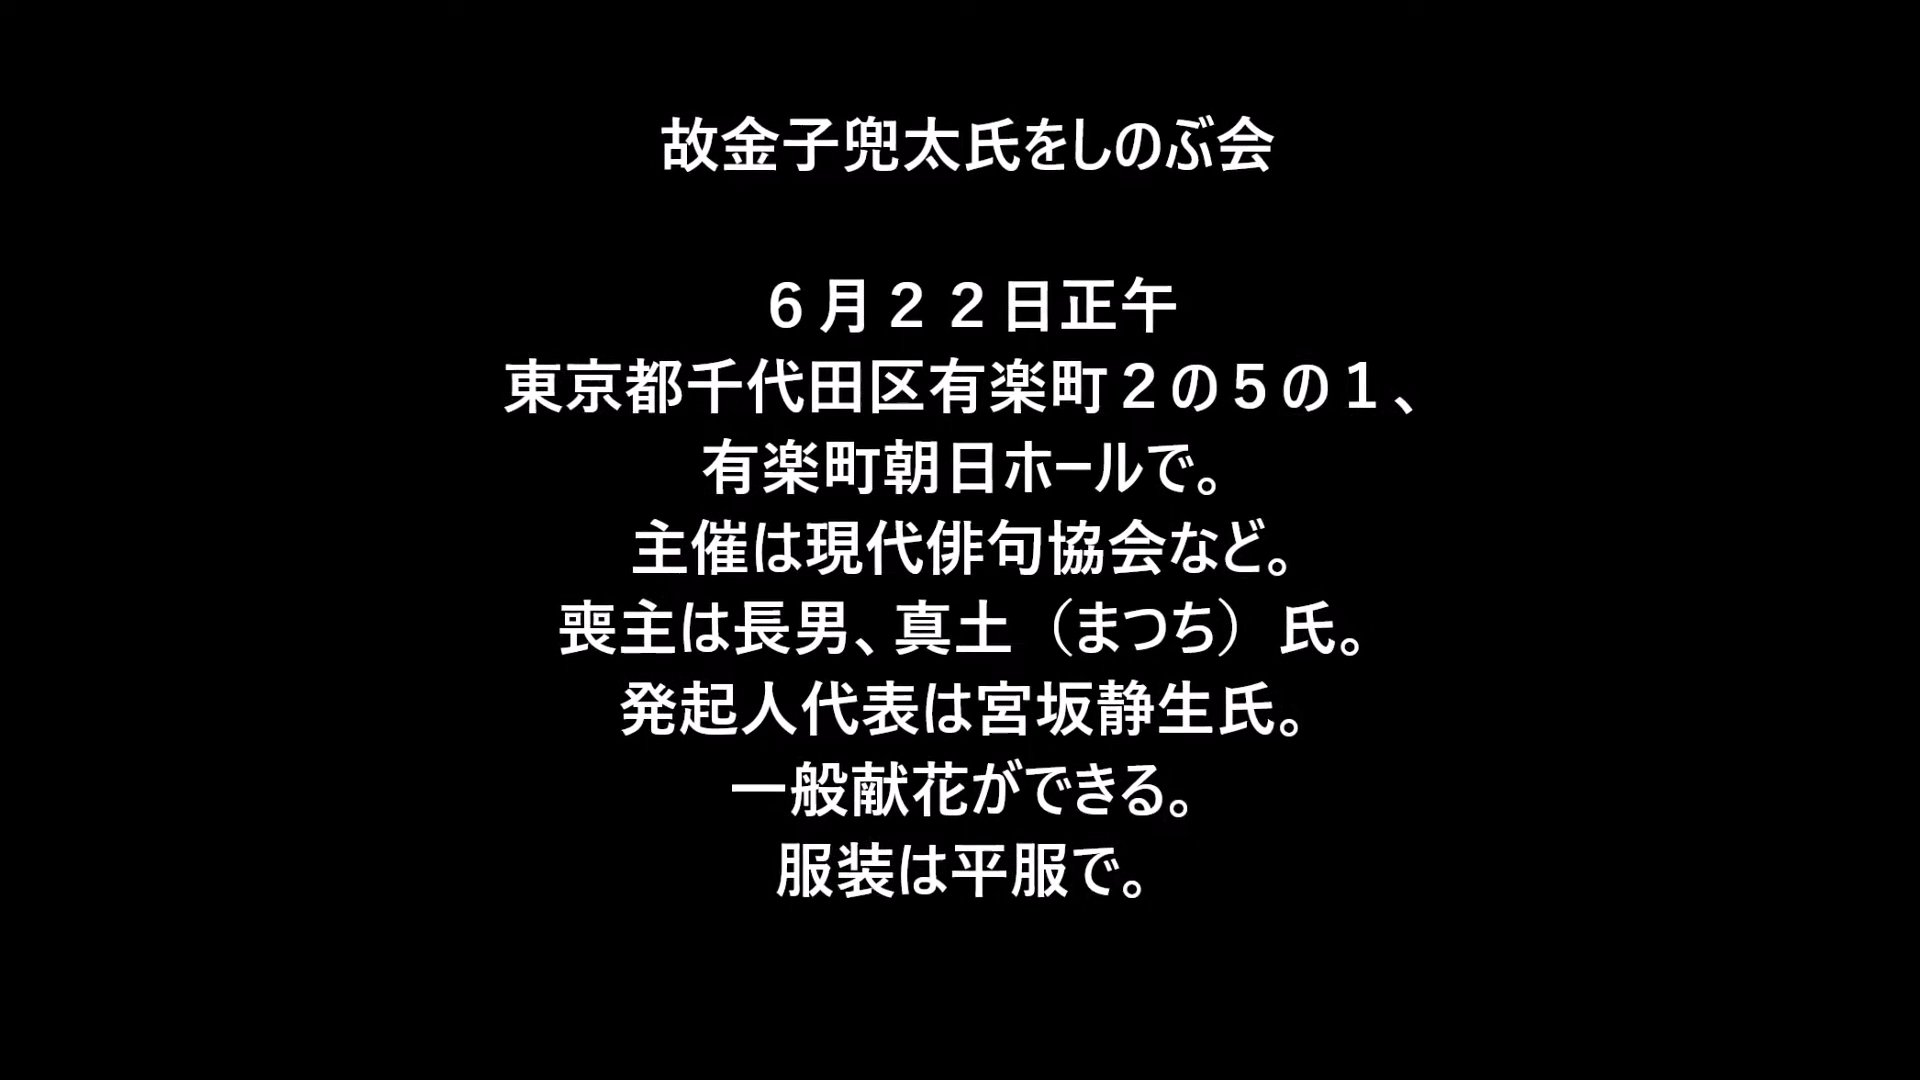 故金子兜太氏をしのぶ会
６月２２日正午
東京都千代田区有楽町２の５の１、
有楽町朝日ホールで。
主催は現代俳句協会など。
喪主は長男、真土（まつち）氏。
発起人代表は宮坂静生氏。
一般献花ができる。
服装は平服で。